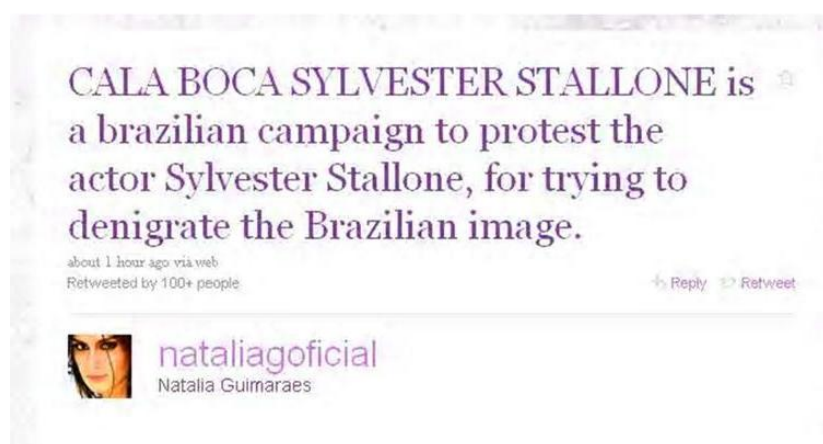 CALA BOCA SYLVESTER STALLONE is
a brazilian campaign to protest the
actor Sylvester Stallone, for trying to
denigrate the Brazilian image.
about 1 hour ago via web
Retweeted by 100+ people
Reply Retweet
nataliagoficial
Natalia Guimaraes